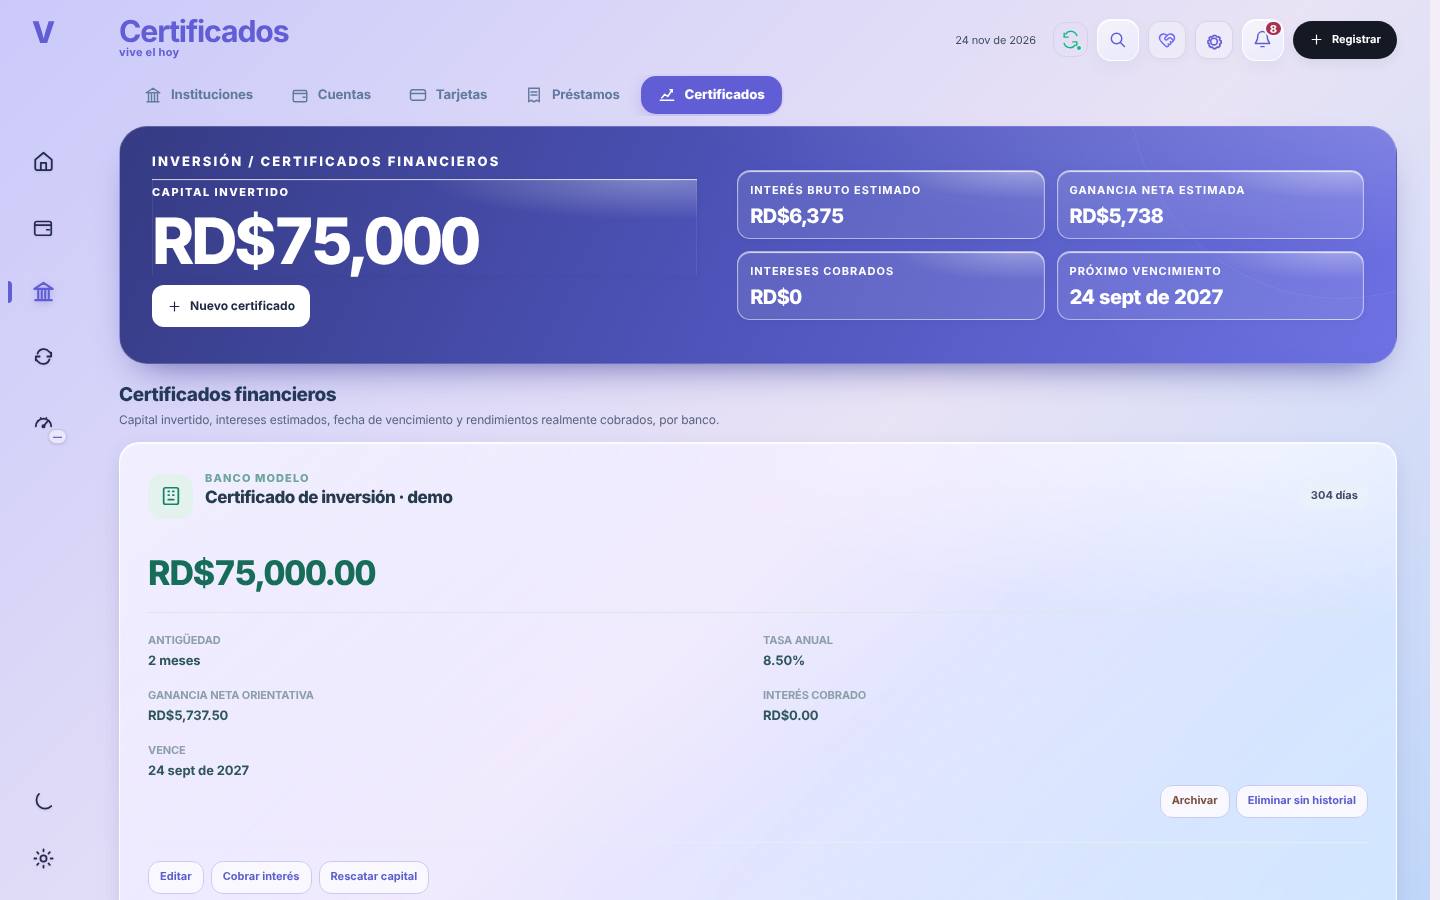 V
Certificados
vive el hoy
24 nov de 2026
8
Registrar
Instituciones
Cuentas
Tarjetas
Préstamos
Certificados
INVERSIÓN / CERTIFICADOS FINANCIEROS
CAPITAL INVERTIDO
RD$75,000
Nuevo certificado
INTERÉS BRUTO ESTIMADO
RD$6,375
GANANCIA NETA ESTIMADA
RD$5,738
INTERESES COBRADOS
RD$0
PRÓXIMO VENCIMIENTO
24 sept de 2027
Certificados financieros
Capital invertido, intereses estimados, fecha de vencimiento y rendimientos realmente cobrados, por banco.
BANCO MODELO
Certificado de inversión · demo
304 días
RD$75,000.00
ANTIGÜEDAD
2 meses
TASA ANUAL
8.50%
GANANCIA NETA ORIENTATIVA
RD$5,737.50
INTERÉS COBRADO
RD$0.00
VENCE
24 sept de 2027
Archivar
Eliminar sin historial
Editar
Cobrar interés
Rescatar capital